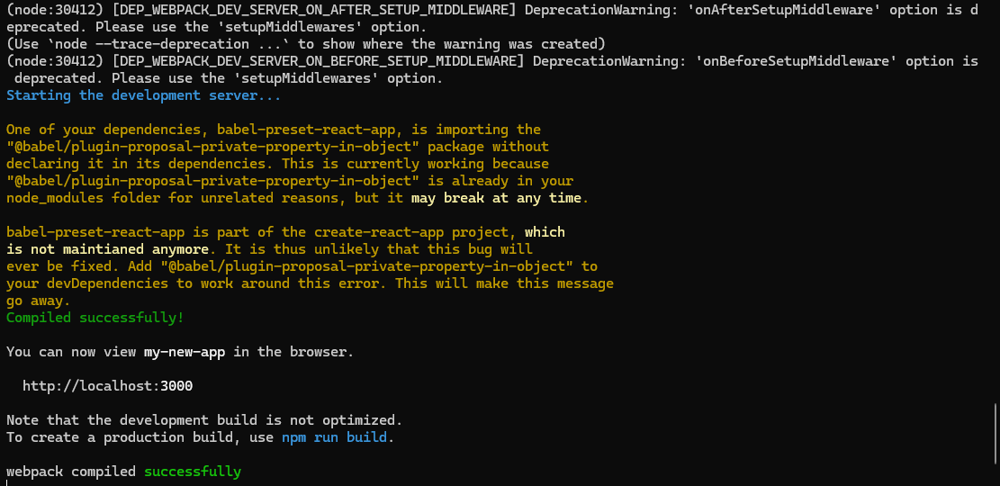 (node:30412) [DEP_WEBPACK_DEV_SERVER_ON_AFTER_SETUP_MIDDLEWARE] DeprecationWarning: 'onAfterSetupMiddleware' option is d
eprecated. Please use the 'setupMiddlewares' option.
(Use `node --trace-deprecation ...` to show where the warning was created)
(node:30412) [DEP_WEBPACK_DEV_SERVER_ON_BEFORE_SETUP_MIDDLEWARE] DeprecationWarning: 'onBeforeSetupMiddleware' option is
 deprecated. Please use the 'setupMiddlewares' option.
Starting the development server...

One of your dependencies, babel-preset-react-app, is importing the
"@babel/plugin-proposal-private-property-in-object" package without
declaring it in its dependencies. This is currently working because
"@babel/plugin-proposal-private-property-in-object" is already in your
node_modules folder for unrelated reasons, but it may break at any time.

babel-preset-react-app is part of the create-react-app project, which
is not maintianed anymore. It is thus unlikely that this bug will
ever be fixed. Add "@babel/plugin-proposal-private-property-in-object" to
your devDependencies to work around this error. This will make this message
go away.
Compiled successfully!

You can now view my-new-app in the browser.

  http://localhost:3000

Note that the development build is not optimized.
To create a production build, use npm run build.

webpack compiled successfully